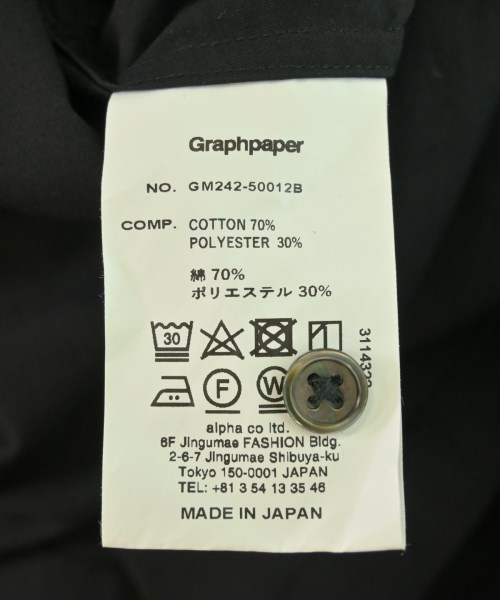 Graphpaper
NO. GM242-50012B
COMP. COTTON 70%
POLYESTER 30%
綿 70%
ポリエステル 30%
30
F
W
alpha co ltd.
6F Jingumae FASHION Bldg.
2-6-7 Jingumae Shibuya-ku
Tokyo 150-0001 JAPAN
TEL: +81 3 54 13 35 46
MADE IN JAPAN